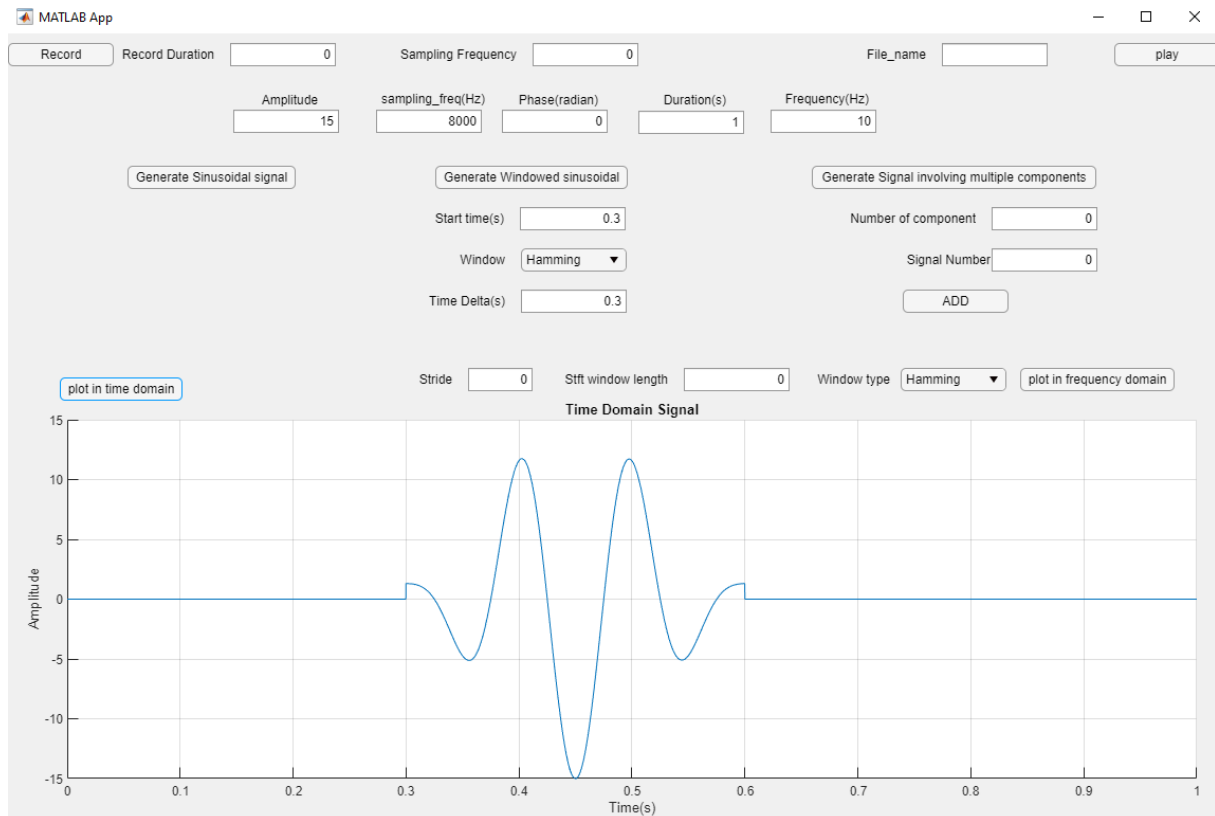 MATLAB App
Record Record Duration 0 Sampling Frequency 0 File_name play
Amplitude sampling_freq(Hz) Phase(radian) Duration(s) Frequency(Hz)
15 8000 0 1 10
Generate Sinusoidal signal Generate Windowed sinusoidal Generate Signal involving multiple components
Start time(s) 0.3 Number of component 0
Window Hamming Signal Number 0
Time Delta(s) 0.3 ADD
plot in time domain Stride 0 Stft window length 0 Window type Hamming plot in frequency domain
Time Domain Signal
15
10
5
0
-5
-10
-15
Amplitude
0 0.1 0.2 0.3 0.4 0.5 0.6 0.7 0.8 0.9 1
Time(s)